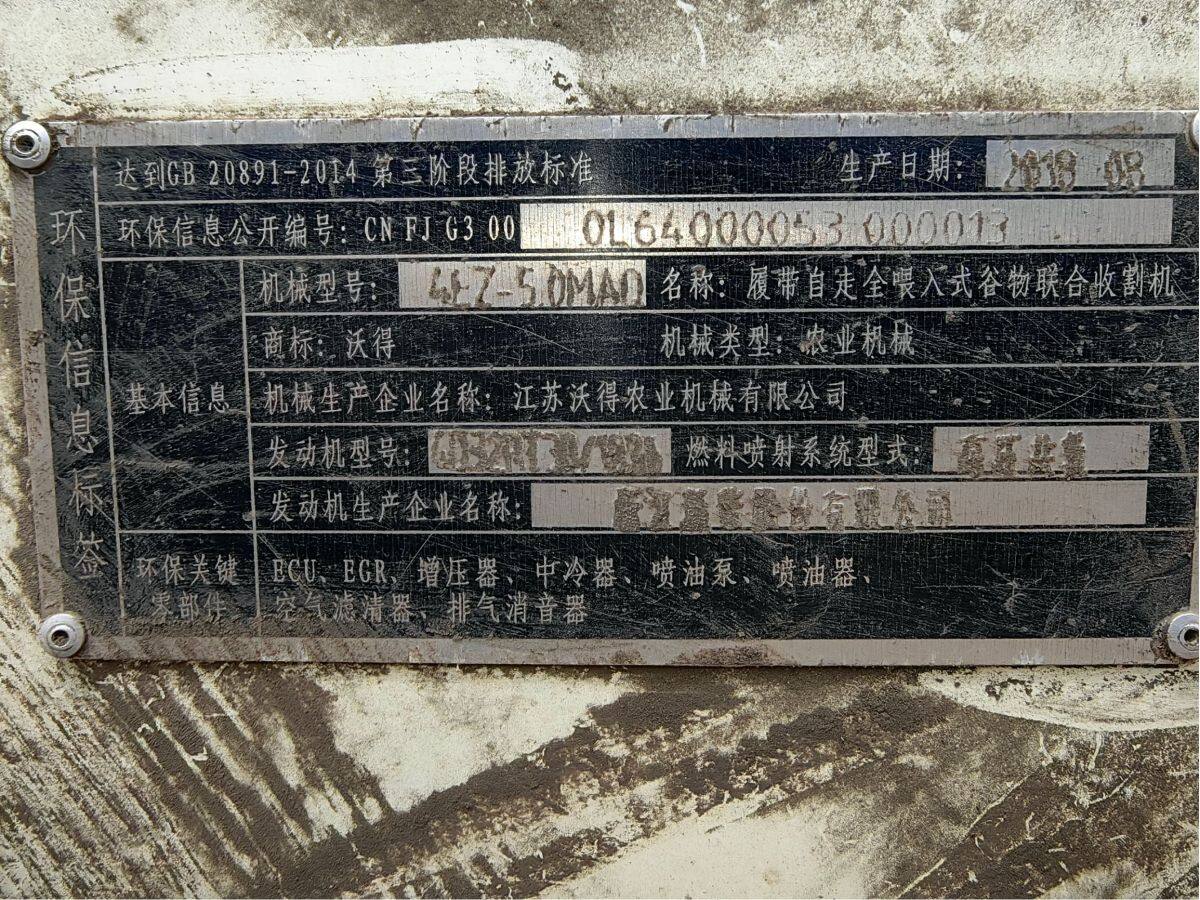 环保信息标签
达到GB 20891-2014 第三阶段排放标准 生产日期: 2018 08
环保信息公开编号: CN FJ G3 00 0L64000053 000013
基本信息
机械型号: 名称: 履带自走全喂入式谷物联合收割机
商标: 沃得 机械类型: 农业机械
机械生产企业名称: 江苏沃得农业机械有限公司
发动机型号: 燃料喷射系统型式:
发动机生产企业名称: 股份有限公司
环保关键零部件
ECU、EGR、增压器、中冷器、喷油泵、喷油器、
空气滤清器、排气消音器